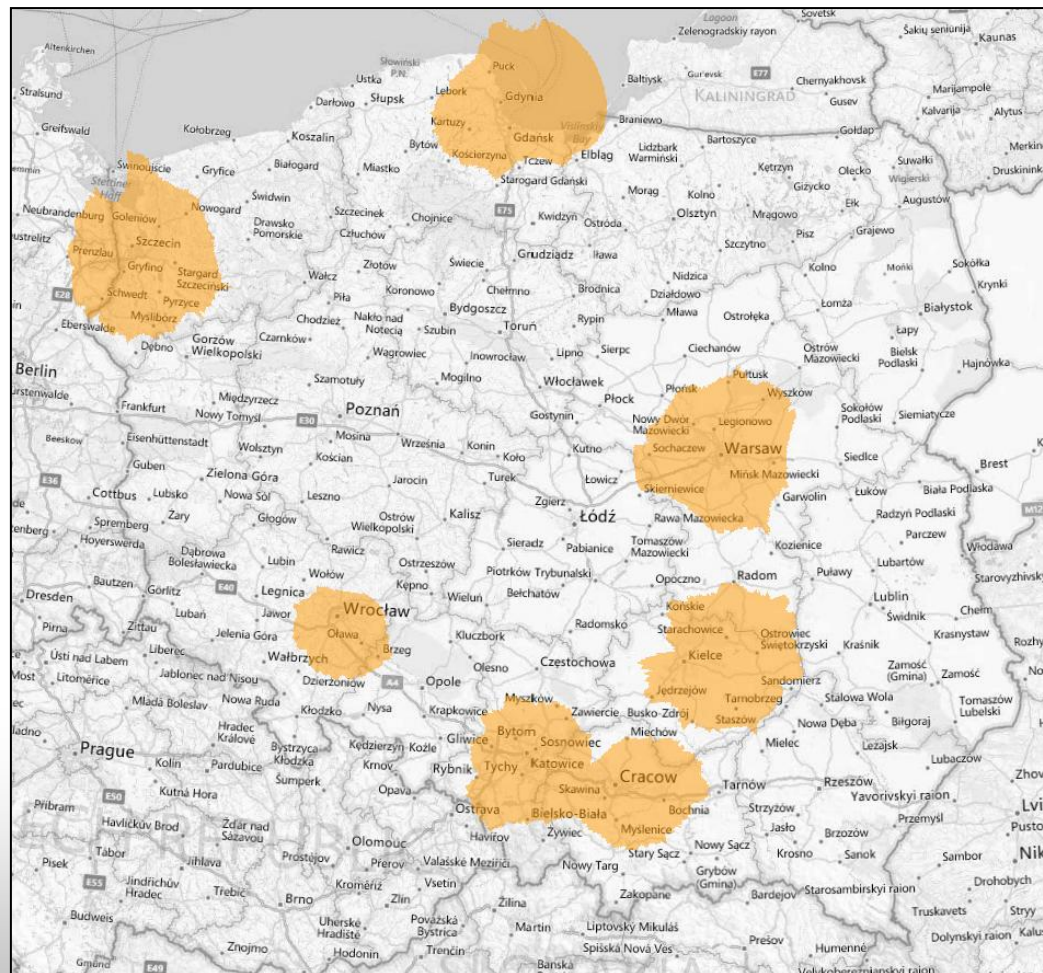 Lagoon
Sovetsk
Šakių seniunija
Zelenogradskiy rayon
Kaunas
Altenkirchen
Słowiński
P.N.
Puck
Ustka
Baltiysk
Gur'evsk
E77
Chernyakhovsk
Marijampole
Stralsund
Darłowo
Słupsk
Lębork
Gdynia
KALININGRAD
Gusev
Kalvarija
Alytus
Greifswald
Kołobrzeg
Koszalin
Kartuzy
Gdańsk
Braniewo
Gołdap
Bytów
Elbląg
Lidzbark
Warmiński
Bartoszyce
Świnoujście
Gryfice
Białogard
Miastko
Kościerzyna
Tczew
Kętrzyn
Olecko
Suwałki
Wigierski
Druskininka
Starogard Gdański
Morąg
Kolno
Giżycko
Nowogard
Świdwin
Szczecinek
E75
Olsztyn
Ełk
Augustów
Neubrandenburg
Goleniów
Drawsko
Pomorskie
Chojnice
Kwidzyń
Ostróda
Mrągowo
Człuchów
Pisz
Grajewo
Szczecin
Szczytno
Prenzlau
Złotów
Świecie
Grudziądz
Iława
Gryfino
Stargard
Szczeciński
Wałcz
Nidzica
Kolno
Mońki
Sokółka
E28
Schwedt
Pyrzyce
Piła
Koronowo
Chełmno
Brodnica
Działdowo
Krynki
Myślibórz
Bydgoszcz
Łomża
Białystok
Eberswalde
Chodzież
Nakło nad
Notecią
Rypin
Mława
Ostrołęka
Dębno
Gorzów
Wielkopolski
Czarnków
Szubin
Toruń
Łapy
Berlin
Wągrowiec
Inowrocław
Lipno
Sierpc
Ciechanów
Ostrów
Mazowiecki
Bielsk
Podlaski
Hajnówka
Szamotuły
Mogilno
Włocławek
Płońsk
Pułtusk
Międzyrzecz
Płock
Wyszków
Frankfurt
Nowy Tomyśl
E30
Poznań
Gostynin
Nowy Dwór
Mazowiecki
Legionowo
Sokołów
Podlaski
Siemiatycze
Beeskow
Eisenhüttenstadt
Mosina
Września
Konin
Kutno
Sochaczew
Warsaw
Wolsztyn
Kościan
Koło
Siedlce
Guben
Zielona Góra
Jarocin
Turek
Łowicz
Mińsk Mazowiecki
Brest
E36
Cottbus
Lubsko
Nowa Sól
Leszno
Skierniewice
Garwolin
Łuków
Biała Podlaska
Zgierz
Łódź
Spremberg
Żary
Głogów
Ostrów
Wielkopolski
Kalisz
Rawa Mazowiecka
Radzyń Podlaski
M12
Hoyerswerda
Rawicz
Sieradz
Pabianice
Tomaszów
Mazowiecki
Kozienice
Parczew
Dąbrowa
Bolesławiecka
Lubin
Ostrzeszów
Piotrków Trybunalski
Włodawa
Bautzen
Görlitz
E40
Wołów
Kępno
Opoczno
Radom
Puławy
Lubartów
Dresden
Legnica
Wieluń
Bełchatów
Lubań
Jawor
Wrocław
Końskie
Lublin
Pirna
Zittau
Jelenia Góra
Oława
Brzeg
Radomsko
Starachowice
Ostrowiec
Świętokrzyski
Świdnik
Chełm
Ústí nad Labem
Liberec
Wałbrzych
Kluczbork
Kielce
Kraśnik
Krasnystaw
Most
Litoměřice
Jablonec nad Nisou
Dzierżoniów
A4
Olesno
Częstochowa
Zamość
(Gmina)
Zamość
Mladá Boleslav
Nowa Ruda
Kłodzko
Nysa
Opole
Jędrzejów
Sandomierz
Tarnobrzeg
Stalowa Wola
Tomaszów
Lubelski
Myszków
Krapkowice
Zawiercie
Busko-Zdrój
Staszów
Nowa Dęba
Biłgoraj
Hradec
Králové
Gliwice
Bytom
Miechów
Prague
Bystrzyca
Kłodzka
Kędzierzyn Koźle
Sosnowiec
Mielec
Leżajsk
Kolín
Pardubice
Krnov
Rybnik
Tychy
Katowice
Cracow
Lubaczow
Šumperk
Tarnów
Rzeszów
Kutná Hora
Opava
Skawina
Yavorivskyi raion
Příbram
E50
Ostrava
Bielsko-Biała
Bochnia
Strzyżów
Przemyśl
Havlíčkův Brod
Žďár nad
Sázavou
Havířov
Myślenice
Jasło
Olomouc
Żywiec
Stary Sącz
Nowy Sącz
Brzozów
Tábor
Jihlava
Prostějov
Přerov
Valašské Meziříčí
Nowy Targ
Krosno
Sanok
Sambor
Písek
Grybów
(Gmina)
E55
Jindřichův
Hradec
Třebíč
Kroměříž
Vsetín
Zakopane
Bardejov
Starosambirskyi raion
Drohobych
Brno
Zlín
Žilina
Truskavets
Stryy
Budweis
Uherské
Hradiště
Považská
Bystrica
Martin
Liptovský Mikuláš
Prešov
Dolynskyi raion
Znojmo
Hodonín
Trenčín
Spišská Nová Ves
Humenné
Gmünd
E49
Banská
Velykobereznianskyi raion